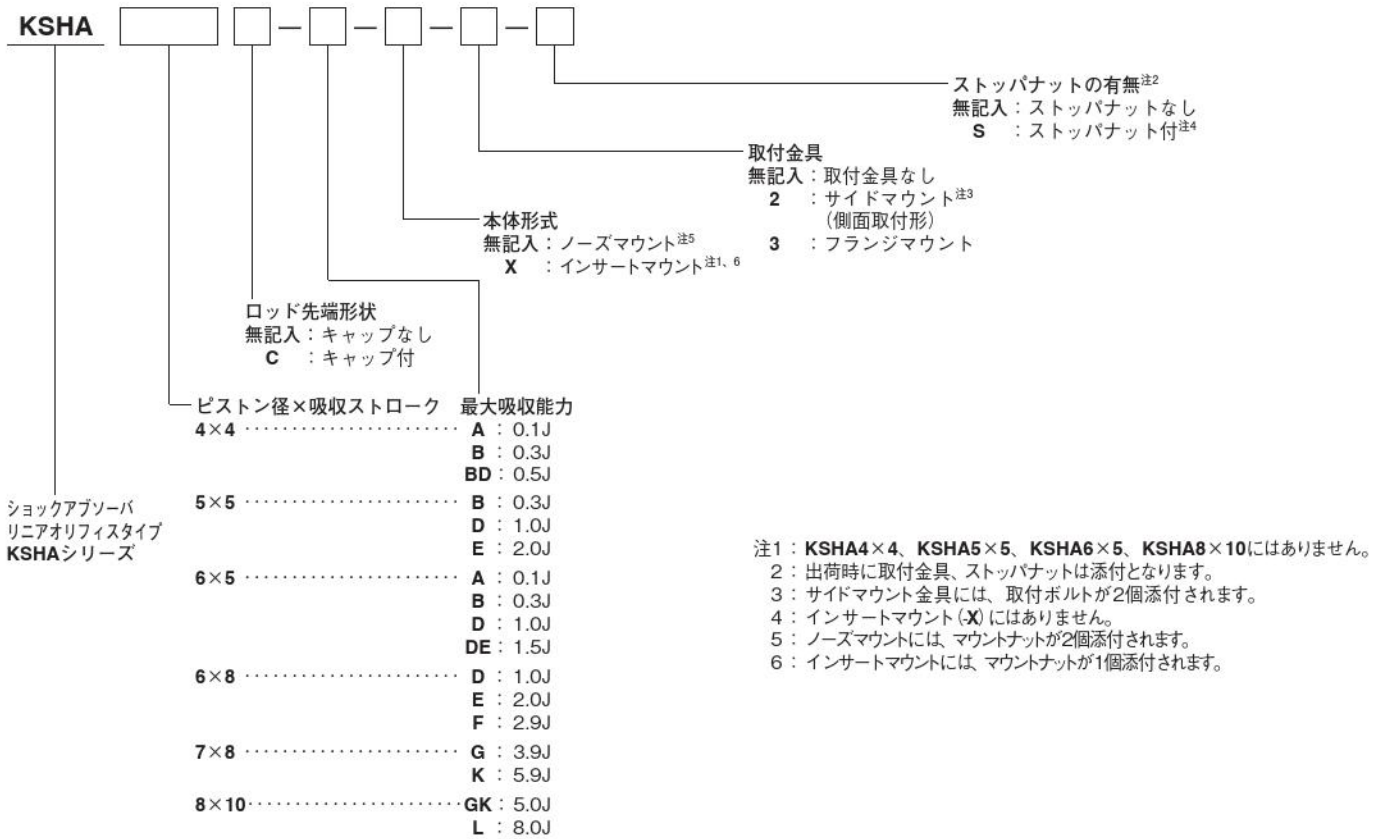 KSHA
ストッパナットの有無注2
無記入：ストッパナットなし
S ：ストッパナット付注4
取付金具
無記入：取付金具なし
2 ：サイドマウント注3
（側面取付形）
3 ：フランジマウント
本体形式
無記入：ノーズマウント注5
X ：インサートマウント注1、6
ロッド先端形状
無記入：キャップなし
C ：キャップ付
ピストン径×吸収ストローク 最大吸収能力
4×4 ························ A：0.1J
B：0.3J
BD：0.5J
5×5 ························ B：0.3J
D：1.0J
E：2.0J
6×5 ························ A：0.1J
B：0.3J
D：1.0J
DE：1.5J
6×8 ························ D：1.0J
E：2.0J
F：2.9J
7×8 ························ G：3.9J
K：5.9J
8×10························ GK：5.0J
L：8.0J
ショックアブソーバ
リニアオリフィスタイプ
KSHAシリーズ
注1：KSHA4×4、KSHA5×5、KSHA6×5、KSHA8×10にはありません。
2：出荷時に取付金具、ストッパナットは添付となります。
3：サイドマウント金具には、取付ボルトが2個添付されます。
4：インサートマウント(-X)にはありません。
5：ノーズマウントには、マウントナットが2個添付されます。
6：インサートマウントには、マウントナットが1個添付されます。